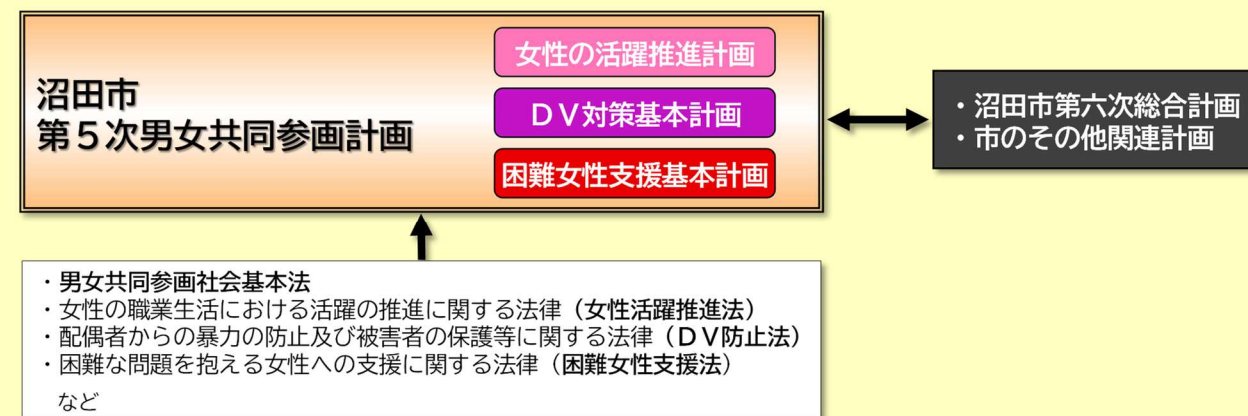 沼田市
第５次男女共同参画計画
女性の活躍推進計画
ＤＶ対策基本計画
困難女性支援基本計画
・沼田市第六次総合計画
・市のその他関連計画
・男女共同参画社会基本法
・女性の職業生活における活躍の推進に関する法律（女性活躍推進法）
・配偶者からの暴力の防止及び被害者の保護等に関する法律（ＤＶ防止法）
・困難な問題を抱える女性への支援に関する法律（困難女性支援法）
など